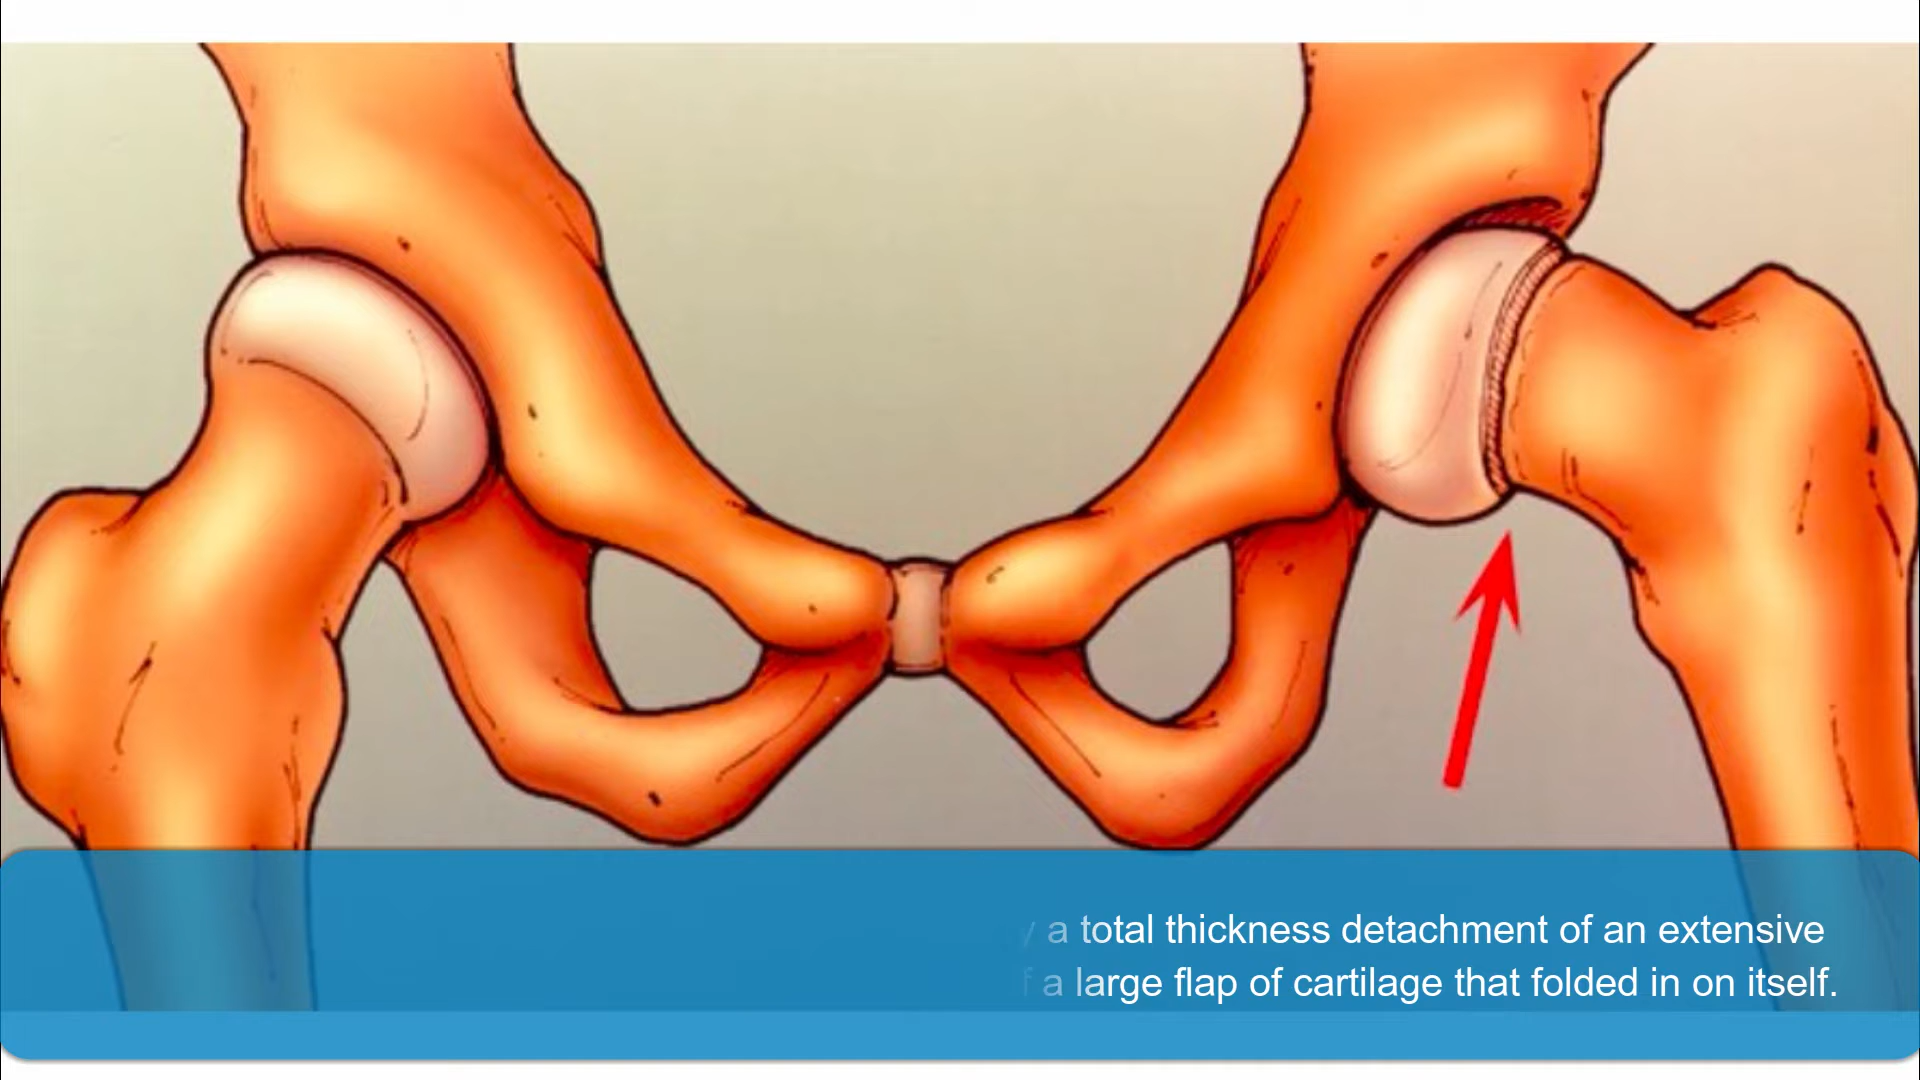 a total thickness detachment of an extensive
a large flap of cartilage that folded in on itself.